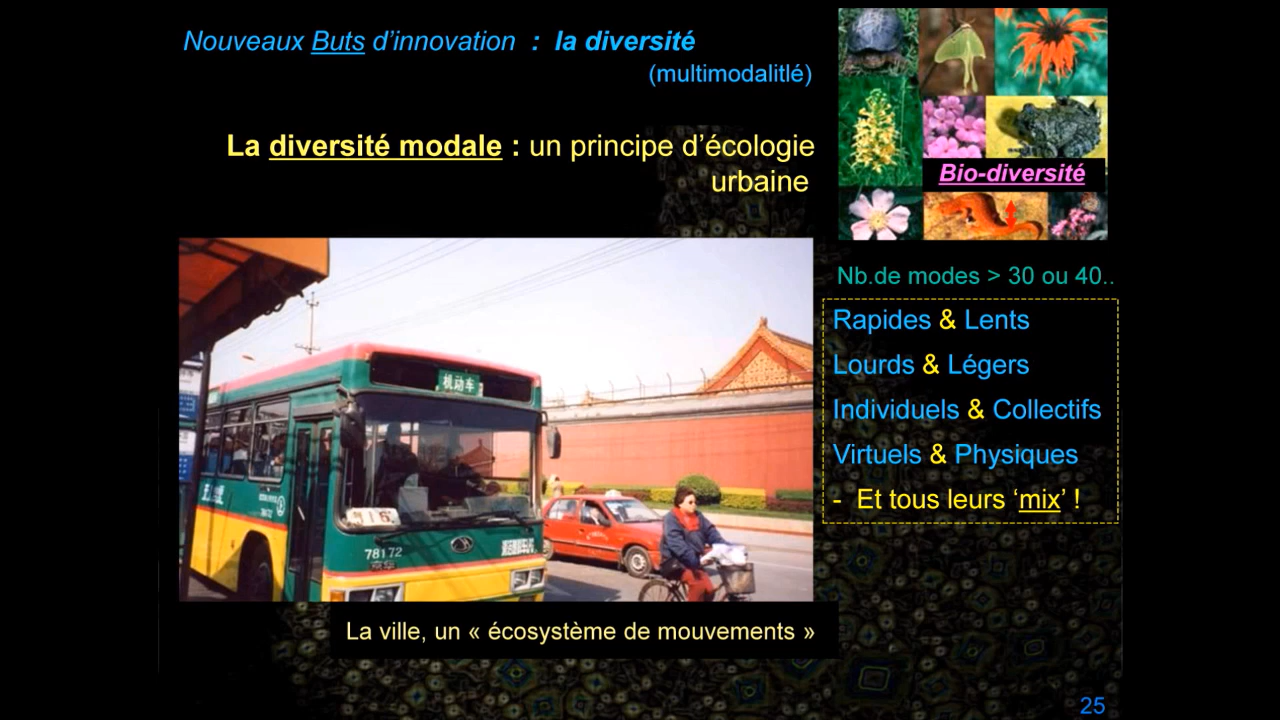 Nouveaux Buts d’innovation : la diversité
(multimodalitlé)
La diversité modale : un principe d’écologie
urbaine
Bio-diversité
Nb.de modes > 30 ou 40..
Rapides & Lents
Lourds & Légers
Individuels & Collectifs
Virtuels & Physiques
- Et tous leurs ‘mix’ !
机动车
78172
京华
La ville, un « écosystème de mouvements »
25